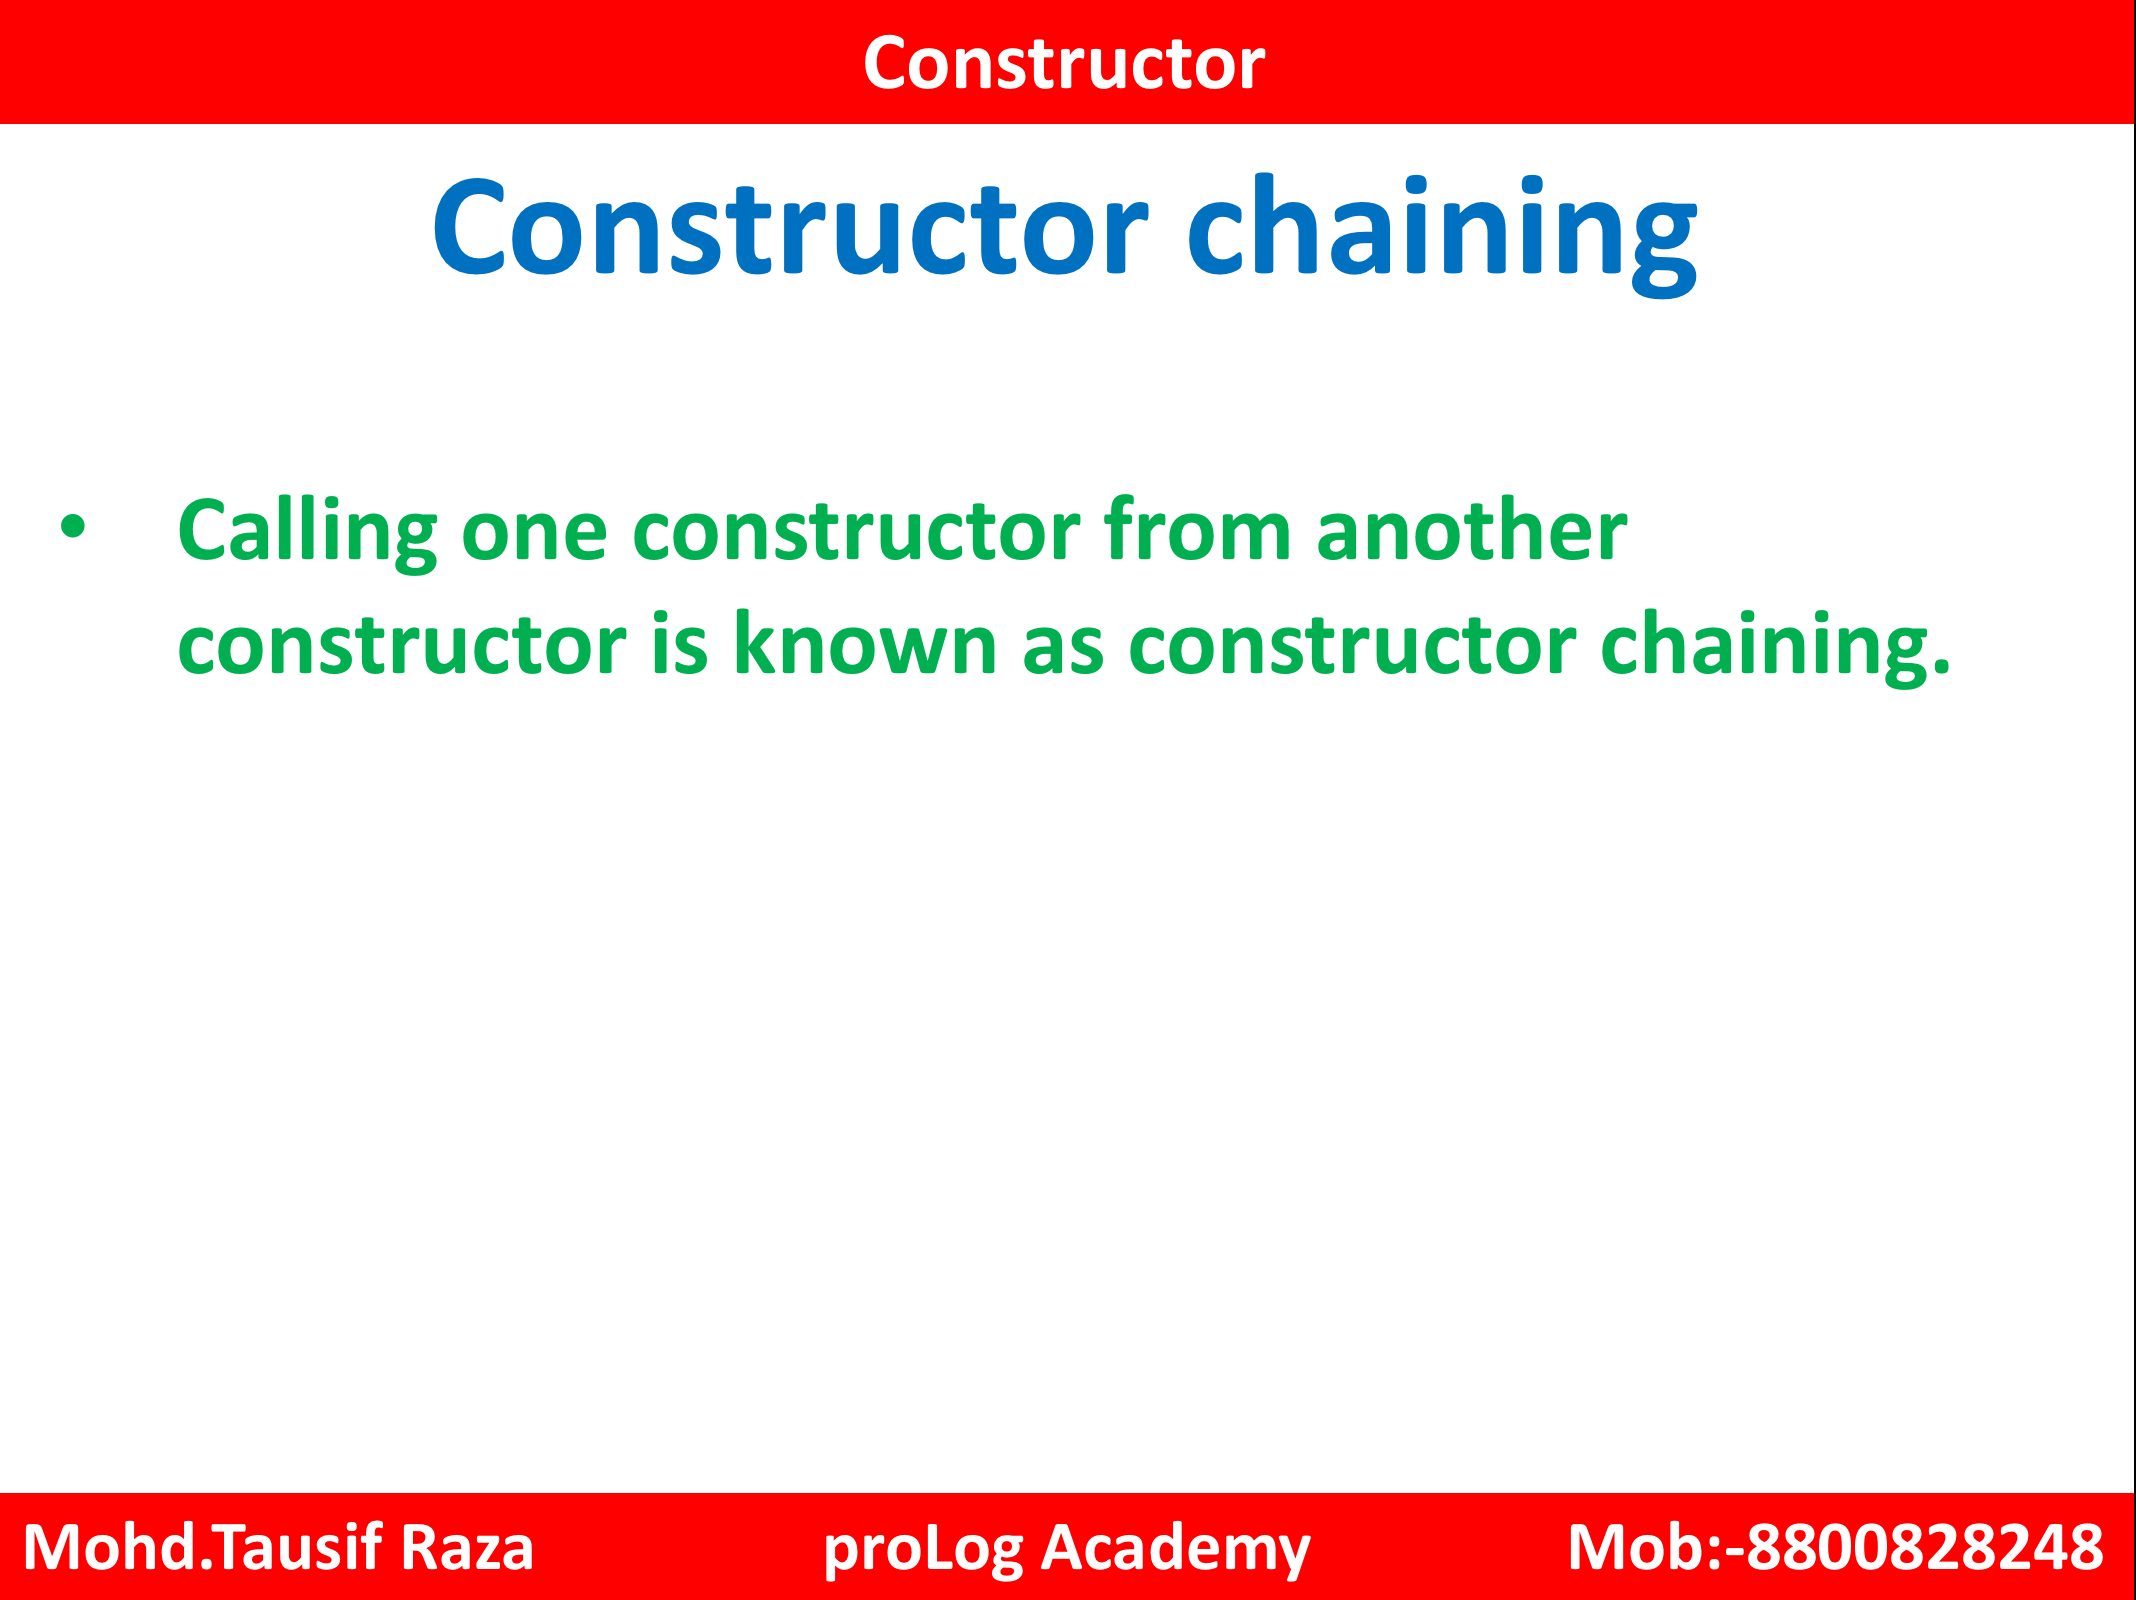 Constructor
Constructor chaining
• Calling one constructor from another
constructor is known as constructor chaining.
Mohd.Tausif Raza proLog Academy Mob:-8800828248